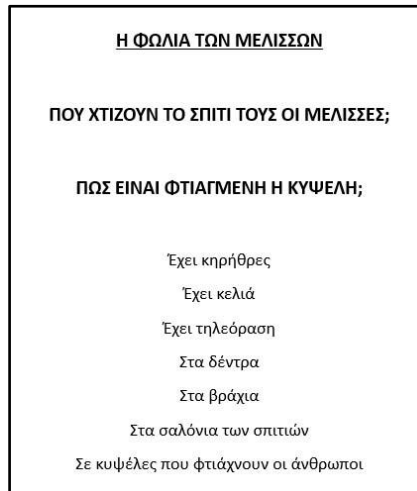 Η ΦΩΛΙΑ ΤΩΝ ΜΕΛΙΣΣΩΝ
ΠΟΥ ΧΤΙΖΟΥΝ ΤΟ ΣΠΙΤΙ ΤΟΥΣ ΟΙ ΜΕΛΙΣΣΕΣ;
ΠΩΣ ΕΙΝΑΙ ΦΤΙΑΓΜΕΝΗ Η ΚΥΨΕΛΗ;
Έχει κηρήθρες
Έχει κελιά
Έχει τηλεόραση
Στα δέντρα
Στα βράχια
Στα σαλόνια των σπιτιών
Σε κυψέλες που φτιάχνουν οι άνθρωποι